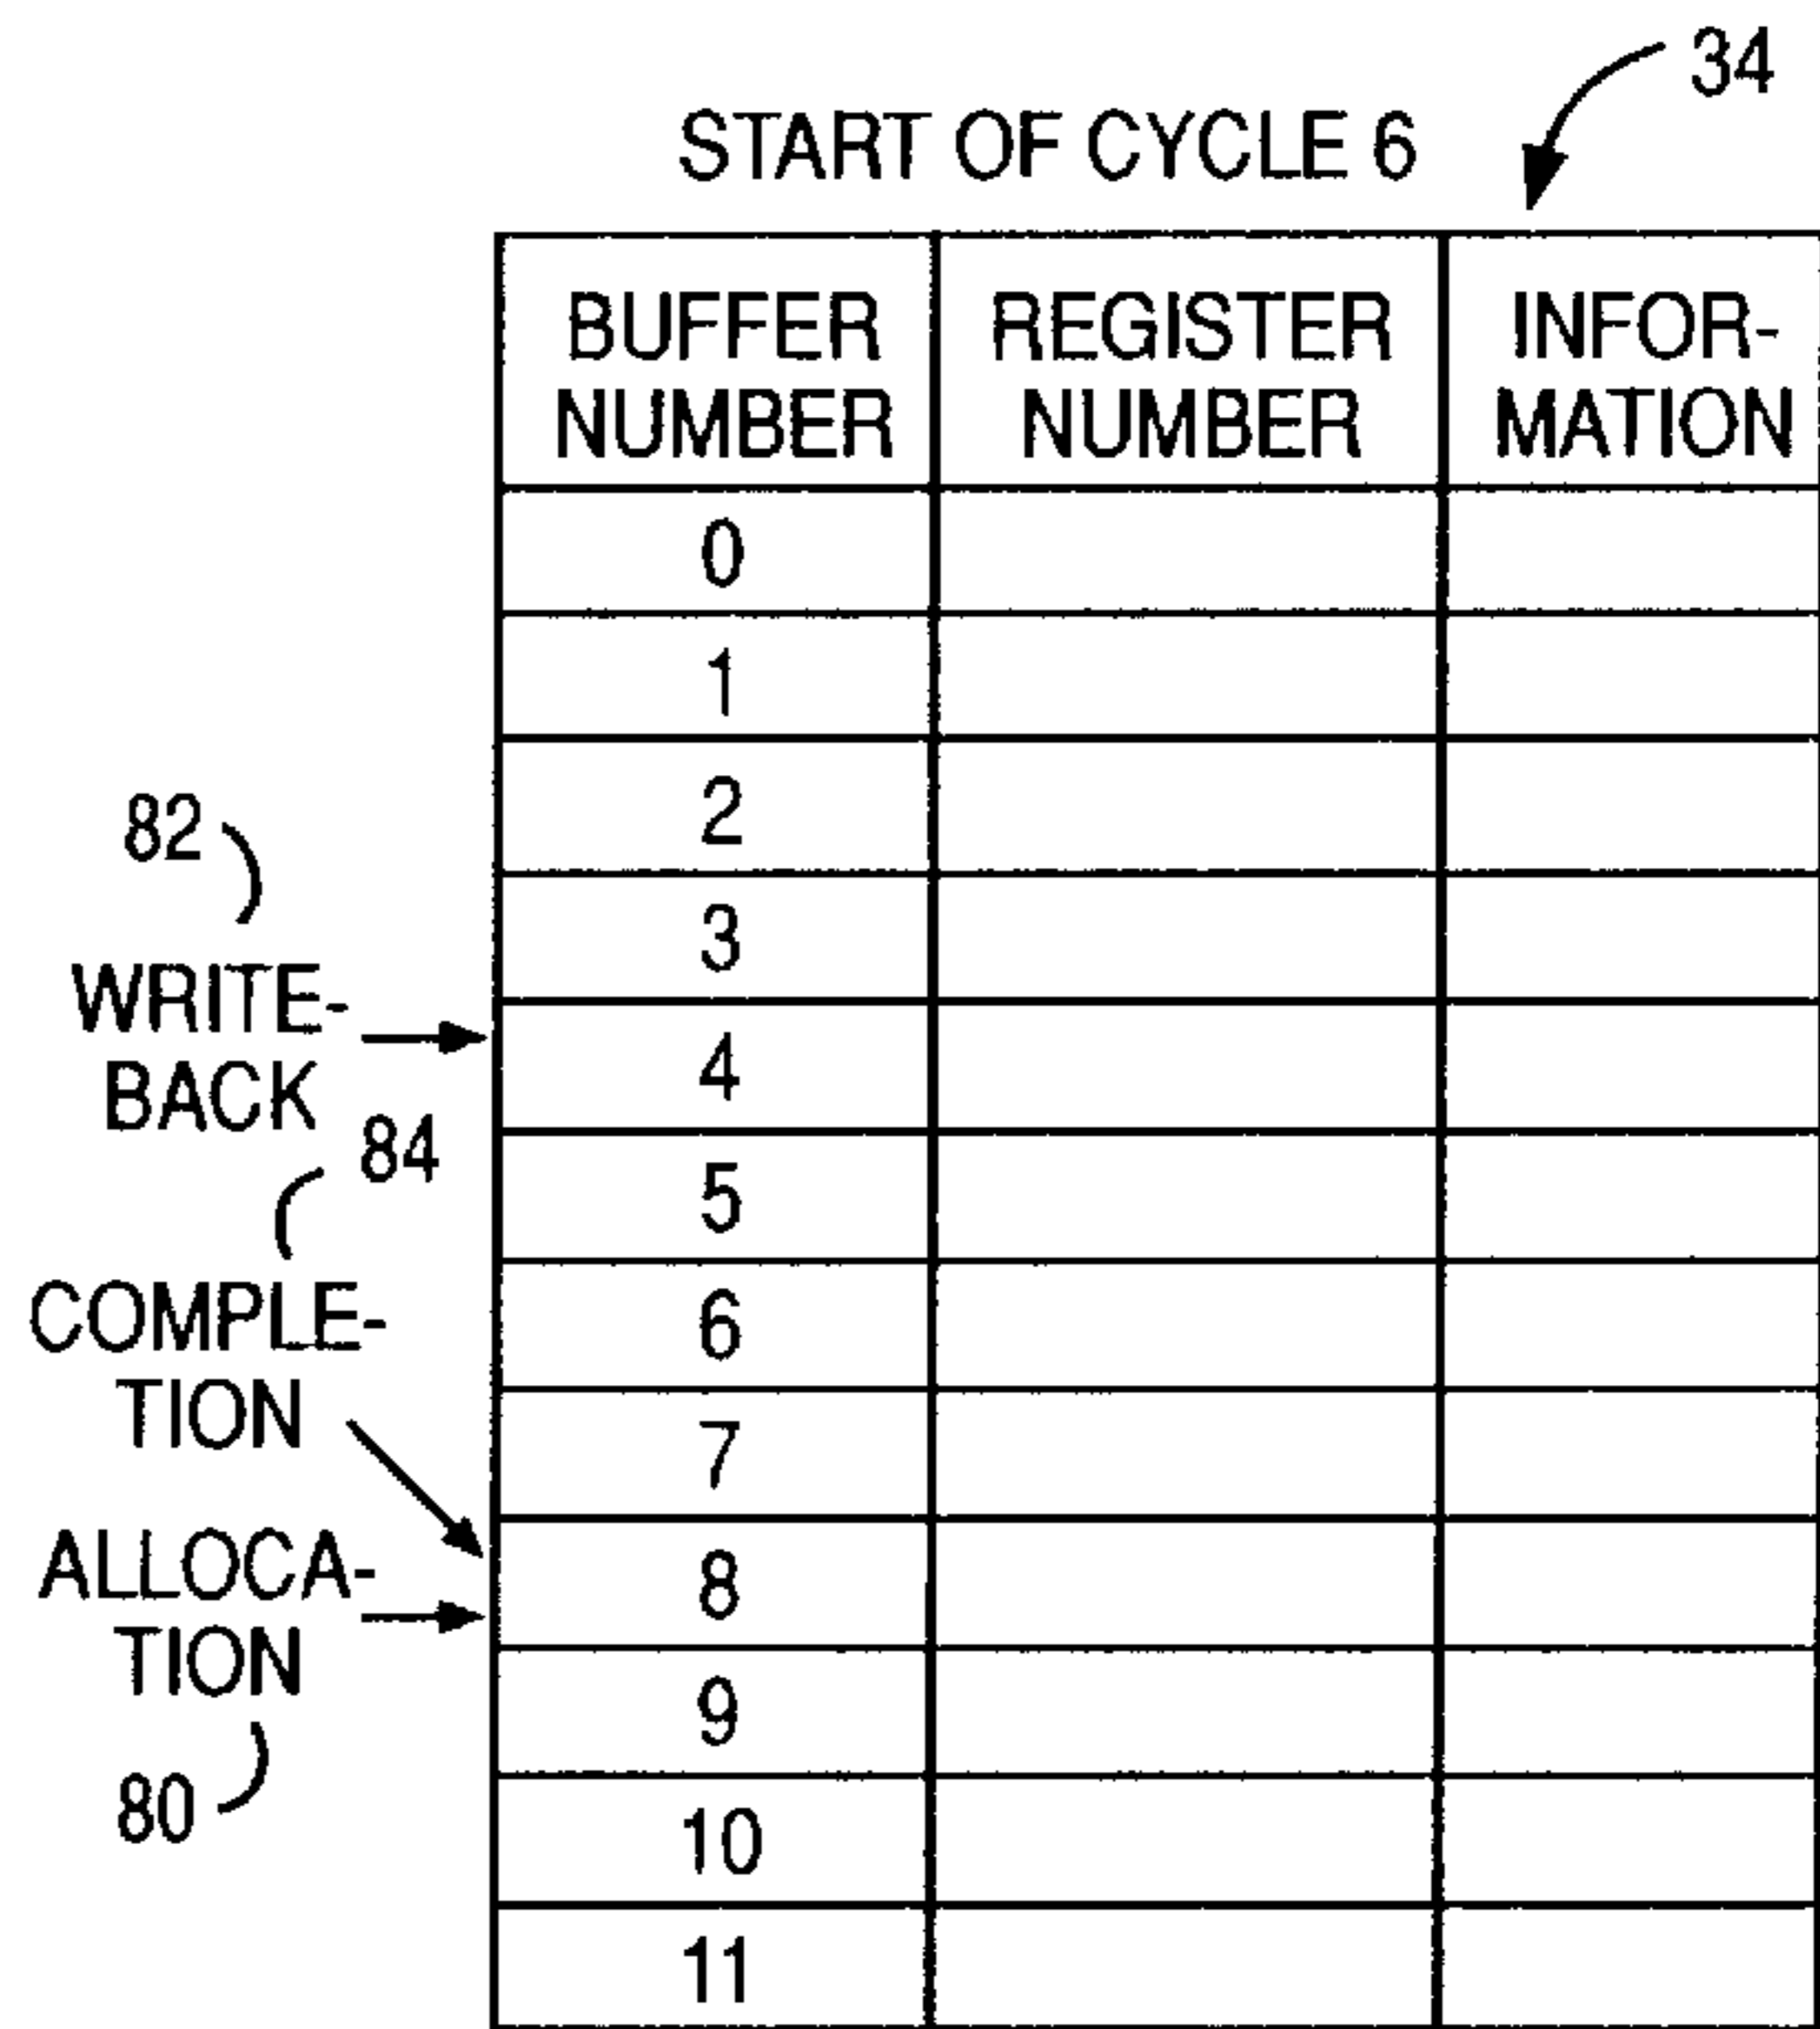 34
START OF CYCLE 6
BUFFER NUMBER
REGISTER NUMBER
INFOR-
MATION
0
1
2
3
4
5
6
7
8
9
10
11
82
WRITE-
BACK
84
COMPLE-
TION
ALLOCA-
TION
80